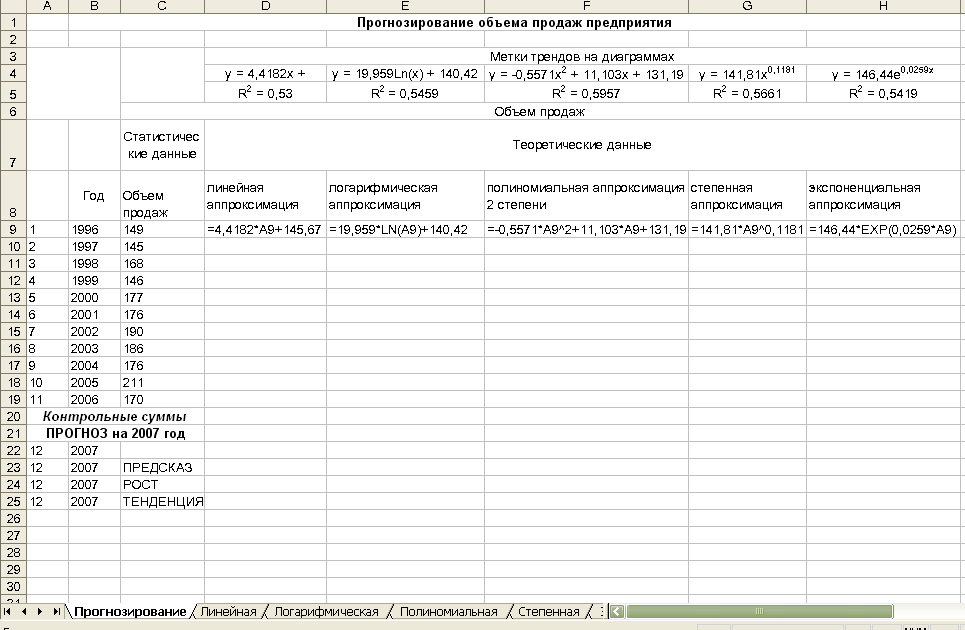 A B C D E F G H
1 Прогнозирование объема продаж предприятия
2
3 Метки трендов на диаграммах
4 y = 4,4182x + y = 19,959Ln(x) + 140,42 y = -0,5571x² + 11,103x + 131,19 y = 141,81x^0,1181 y = 146,44e^0,0259x
5 R² = 0,53 R² = 0,5459 R² = 0,5957 R² = 0,5661 R² = 0,5419
6 Объем продаж
7 Статистичес кие данные Теоретические данные
8 Год Объем продаж линейная аппроксимация логарифмическая аппроксимация полиномиальная аппроксимация 2 степени степенная аппроксимация экспоненциальная аппроксимация
9 1 1996 149 =4,4182*A9+145,67 =19,959*LN(A9)+140,42 =-0,5571*A9^2+11,103*A9+131,19 =141,81*A9^0,1181 =146,44*EXP(0,0259*A9)
10 2 1997 145
11 3 1998 168
12 4 1999 146
13 5 2000 177
14 6 2001 176
15 7 2002 190
16 8 2003 186
17 9 2004 176
18 10 2005 211
19 11 2006 170
20 Контрольные суммы
21 ПРОГНОЗ на 2007 год
22 12 2007
23 12 2007 ПРЕДСКАЗ
24 12 2007 РОСТ
25 12 2007 ТЕНДЕНЦИЯ
26
27
28
29
30
Прогнозирование Линейная Логарифмическая Полиномиальная Степенная